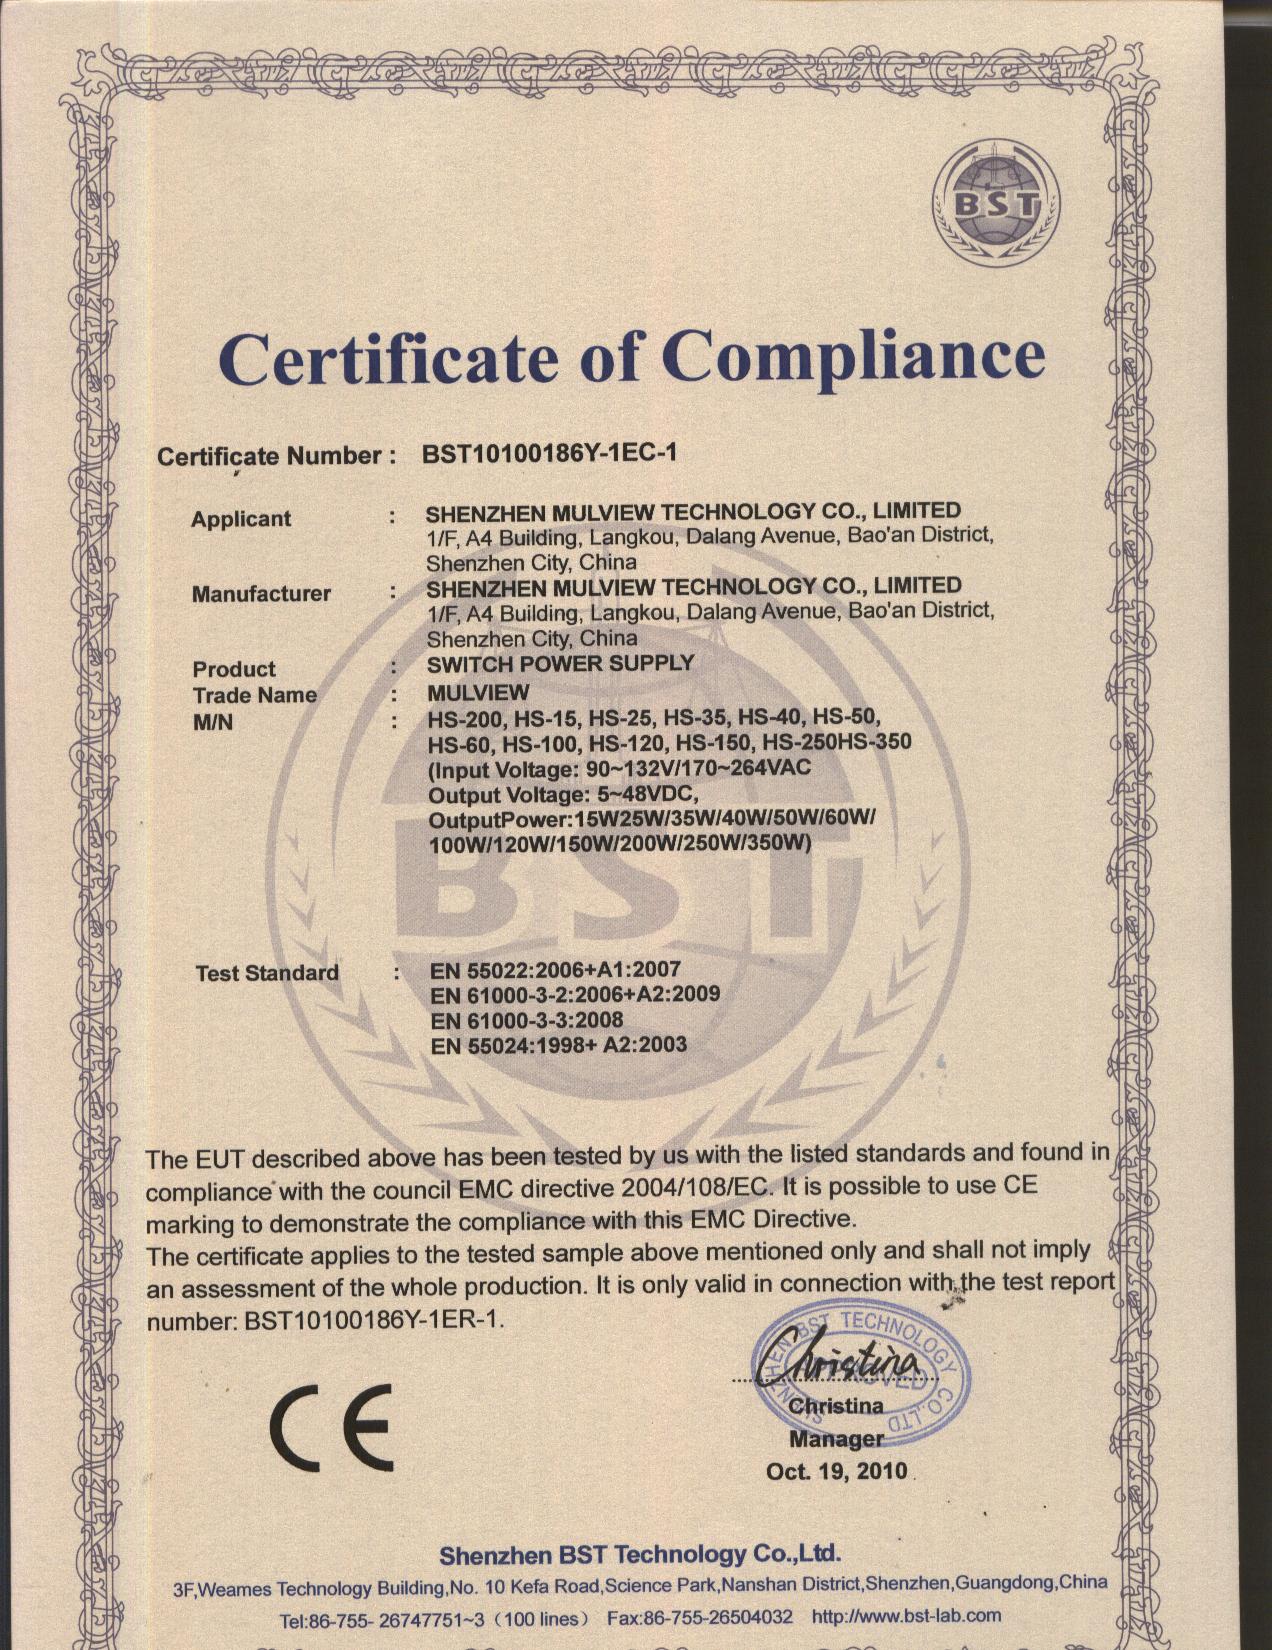 BST
Certificate of Compliance
Certificate Number : BST10100186Y-1EC-1
Applicant : SHENZHEN MULVIEW TECHNOLOGY CO., LIMITED
1/F, A4 Building, Langkou, Dalang Avenue, Bao'an District,
Shenzhen City, China
Manufacturer : SHENZHEN MULVIEW TECHNOLOGY CO., LIMITED
1/F, A4 Building, Langkou, Dalang Avenue, Bao'an District,
Shenzhen City, China
Product : SWITCH POWER SUPPLY
Trade Name : MULVIEW
M/N : HS-200, HS-15, HS-25, HS-35, HS-40, HS-50,
HS-60, HS-100, HS-120, HS-150, HS-250HS-350
(Input Voltage: 90~132V/170~264VAC
Output Voltage: 5~48VDC,
OutputPower:15W25W/35W/40W/50W/60W/
100W/120W/150W/200W/250W/350W)
BST
Test Standard : EN 55022:2006+A1:2007
EN 61000-3-2:2006+A2:2009
EN 61000-3-3:2008
EN 55024:1998+ A2:2003
The EUT described above has been tested by us with the listed standards and found in
compliance with the council EMC directive 2004/108/EC. It is possible to use CE
marking to demonstrate the compliance with this EMC Directive.
The certificate applies to the tested sample above mentioned only and shall not imply
an assessment of the whole production. It is only valid in connection with the test report
number: BST10100186Y-1ER-1.
SHENZHEN BST TECHNOLOGY CO.,LTD
APPROVED
Christina
CE
Christina
Manager
Oct. 19, 2010
Shenzhen BST Technology Co.,Ltd.
3F,Weames Technology Building,No. 10 Kefa Road,Science Park,Nanshan District,Shenzhen,Guangdong,China
Tel:86-755- 26747751~3（100 lines） Fax:86-755-26504032 http://www.bst-lab.com